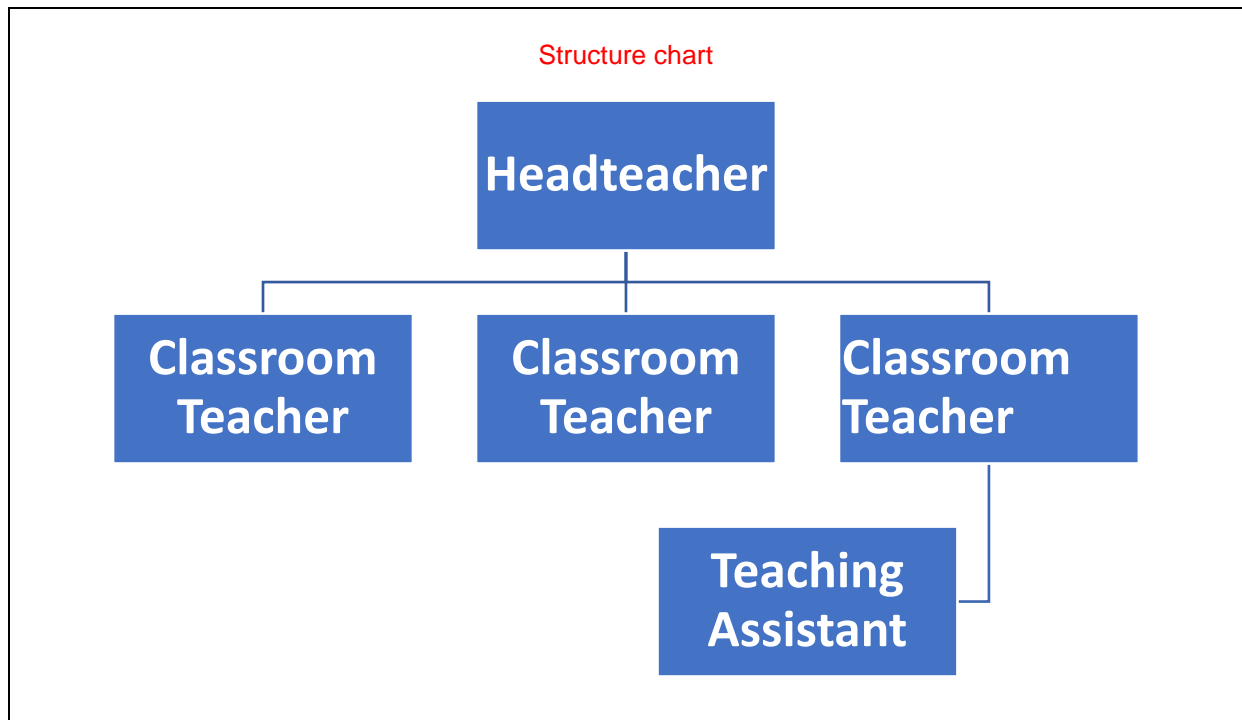 Structure chart
Headteacher
Classroom
Teacher
Classroom
Teacher
Classroom
Teacher
Teaching
Assistant